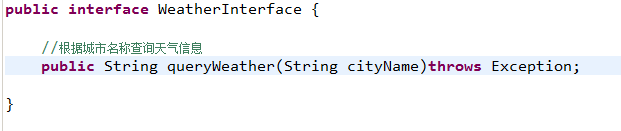 public interface WeatherInterface {
//根据城市名称查询天气信息
public String queryWeather(String cityName)throws Exception;
}